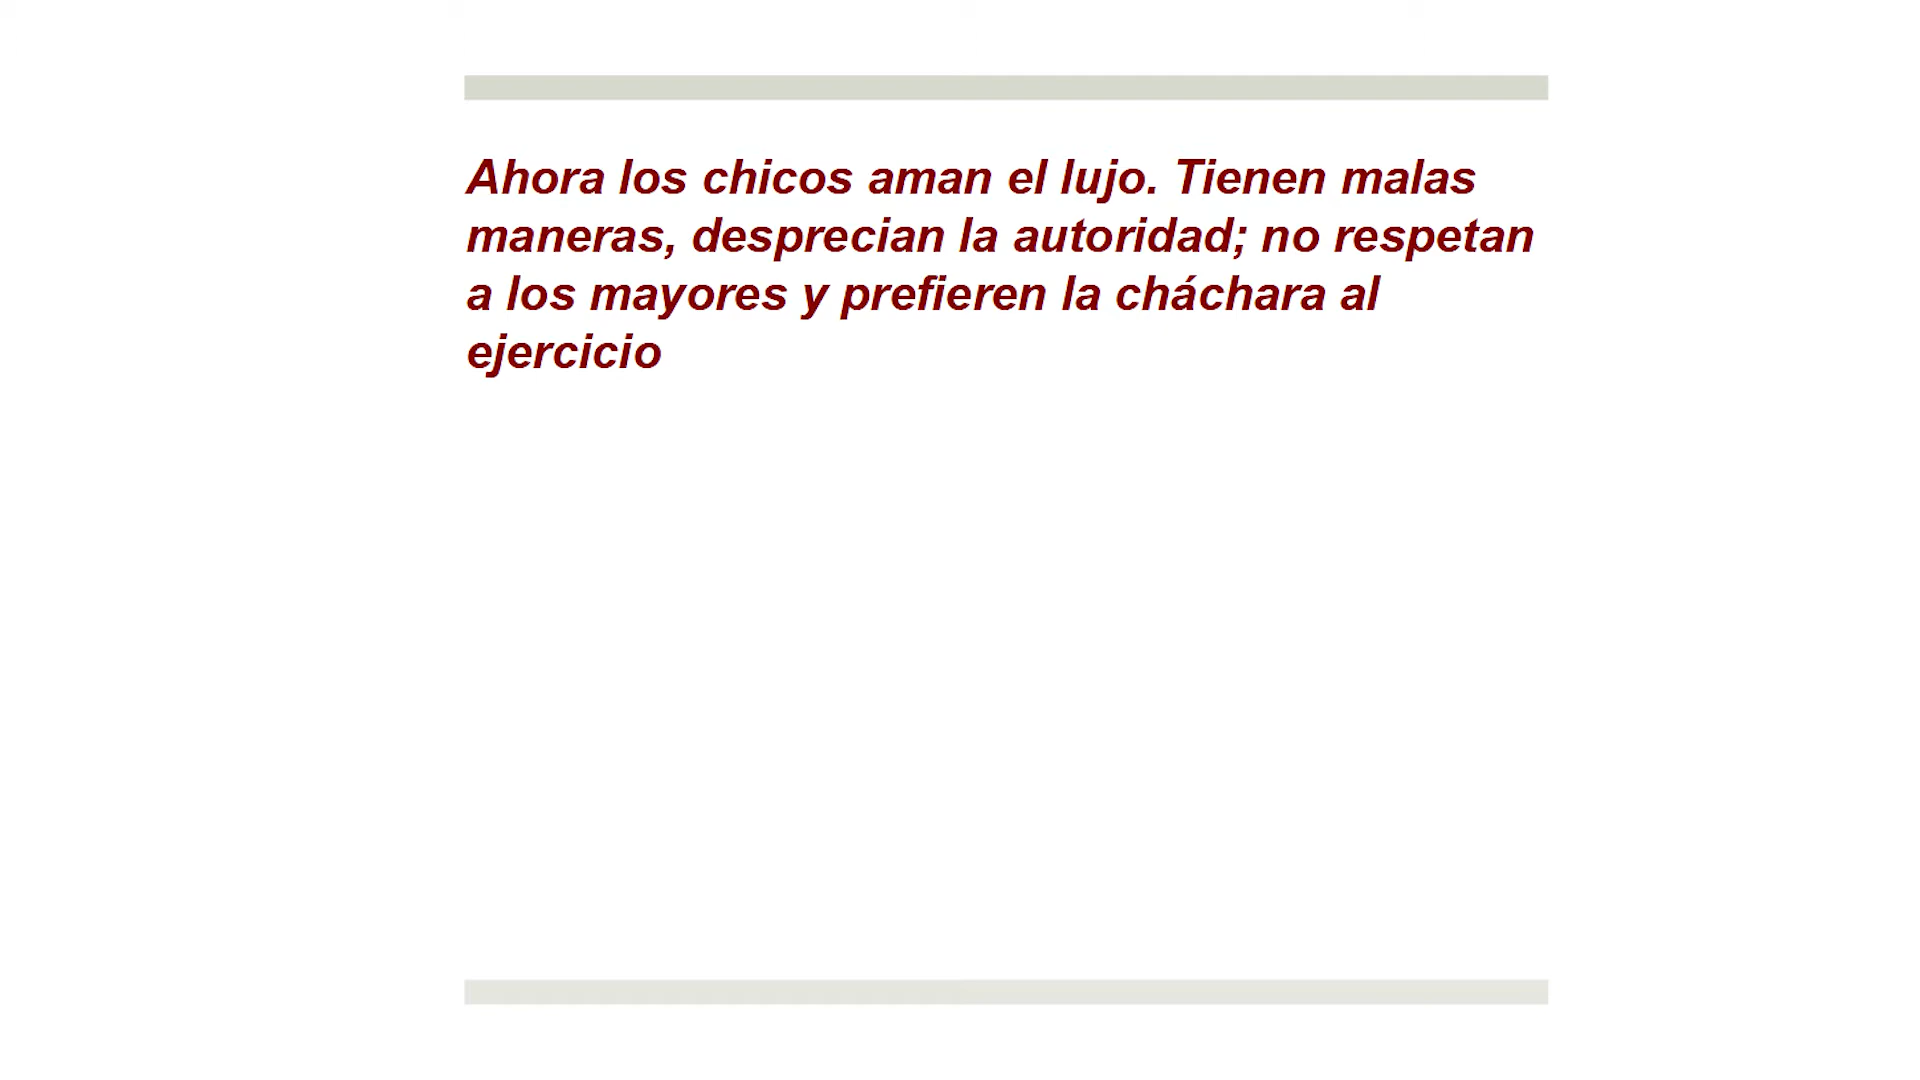 Ahora los chicos aman el lujo. Tienen malas
maneras, desprecian la autoridad; no respetan
a los mayores y prefieren la cháchara al
ejercicio